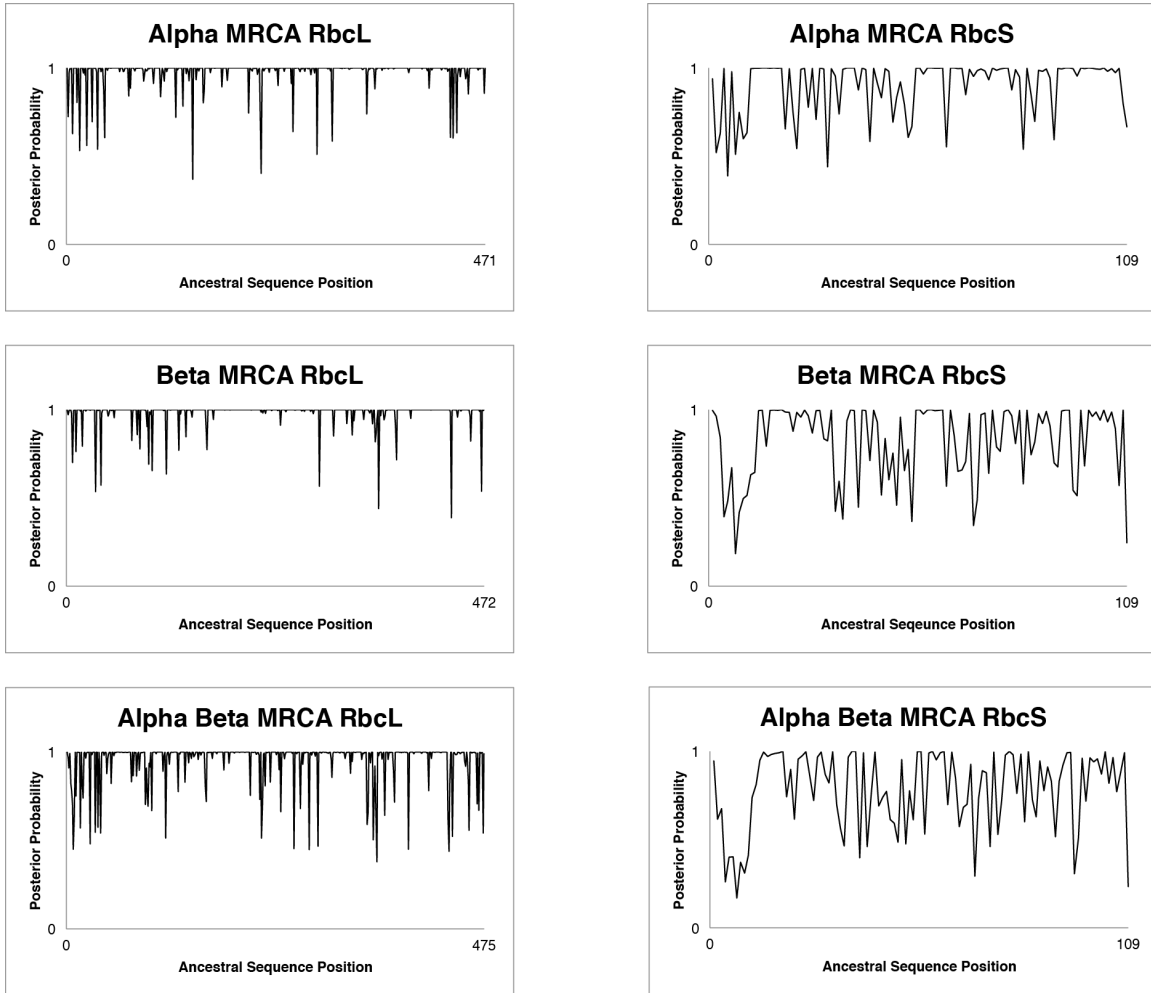 Alpha MRCA RbcL
1
Posterior Probability
0
0 471
Ancestral Sequence Position
Alpha MRCA RbcS
1
Posterior Probability
0
0 109
Ancestral Sequence Position
Beta MRCA RbcL
1
Posterior Probability
0
0 472
Ancestral Sequence Position
Beta MRCA RbcS
1
Posterior Probability
0
0 109
Ancestral Seqeunce Position
Alpha Beta MRCA RbcL
1
Posterior Probability
0
0 475
Ancestral Sequence Position
Alpha Beta MRCA RbcS
1
Posterior Probability
0
0 109
Ancestral Sequence Position